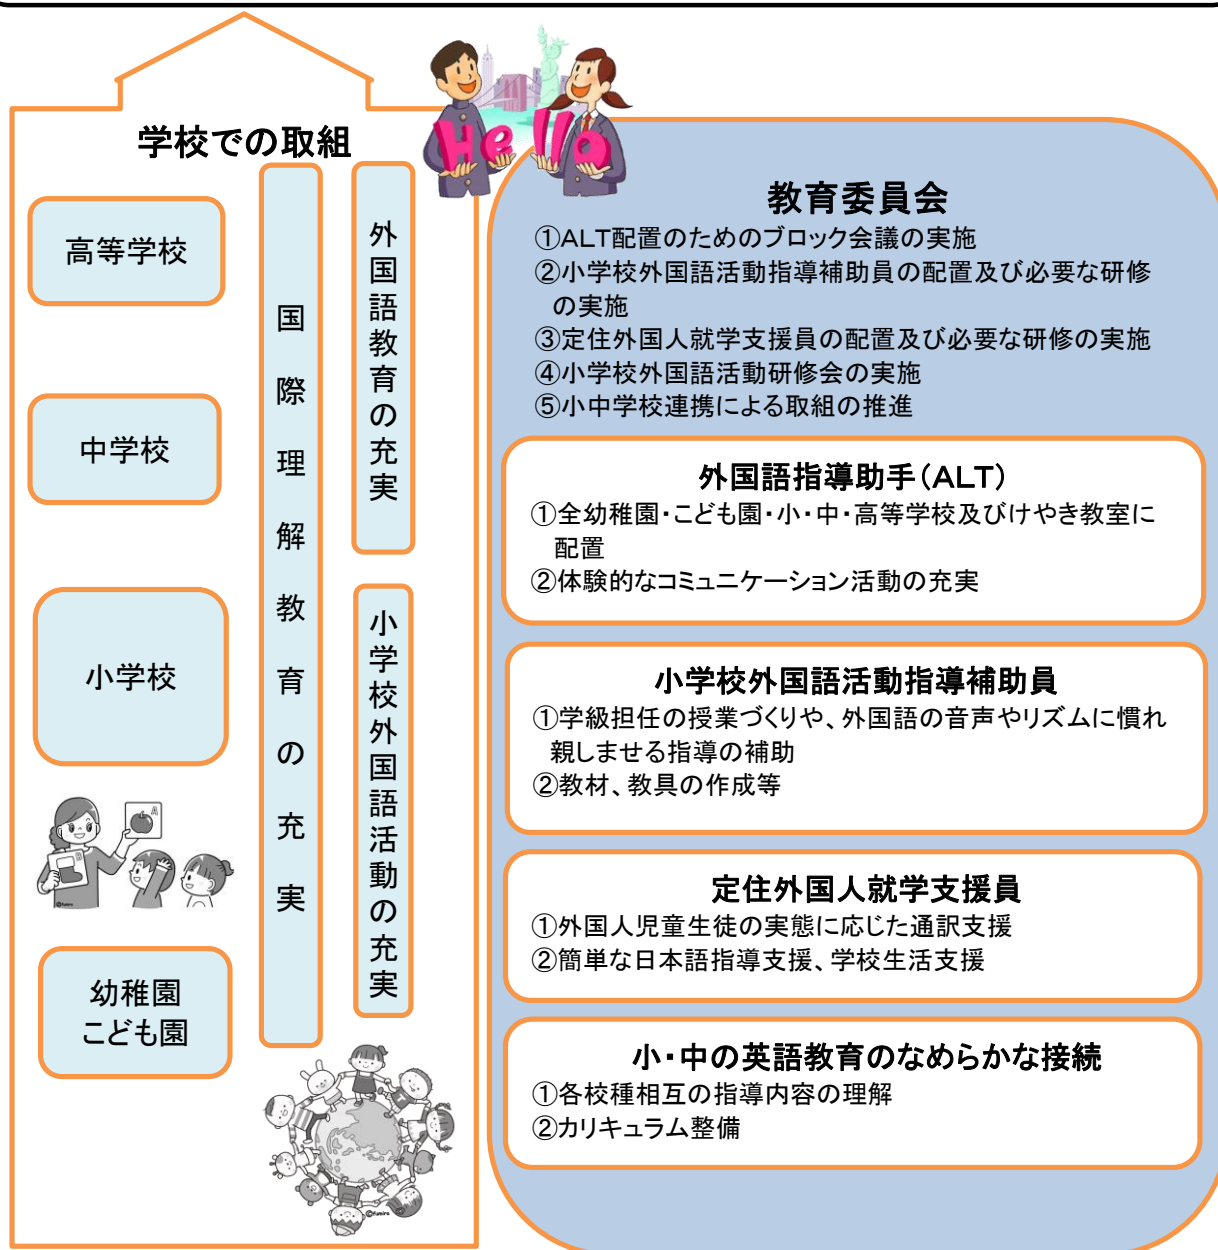 学校での取組
高等学校
中学校
小学校
幼稚園
こども園
国際理解教育の充実
外国語教育の充実
小学校外国語活動の充実
Hello
A
B
©fumira
©fumira
教育委員会
①ALT配置のためのブロック会議の実施
②小学校外国語活動指導補助員の配置及び必要な研修
の実施
③定住外国人就学支援員の配置及び必要な研修の実施
④小学校外国語活動研修会の実施
⑤小中学校連携による取組の推進
外国語指導助手(ALT)
①全幼稚園・こども園・小・中・高等学校及びけやき教室に
配置
②体験的なコミュニケーション活動の充実
小学校外国語活動指導補助員
①学級担任の授業づくりや、外国語の音声やリズムに慣れ
親しませる指導の補助
②教材、教具の作成等
定住外国人就学支援員
①外国人児童生徒の実態に応じた通訳支援
②簡単な日本語指導支援、学校生活支援
小・中の英語教育のなめらかな接続
①各校種相互の指導内容の理解
②カリキュラム整備